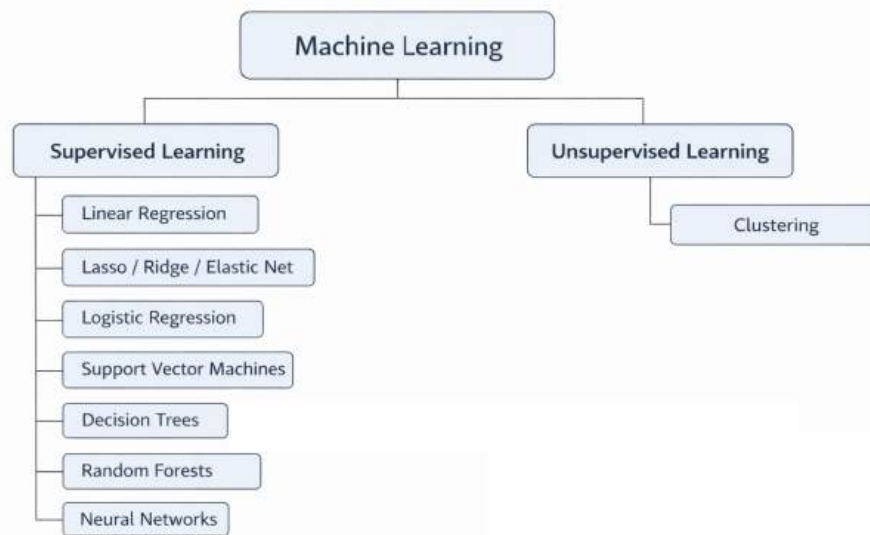 Machine Learning
Supervised Learning
Linear Regression
Lasso / Ridge / Elastic Net
Logistic Regression
Support Vector Machines
Decision Trees
Random Forests
Neural Networks
Unsupervised Learning
Clustering